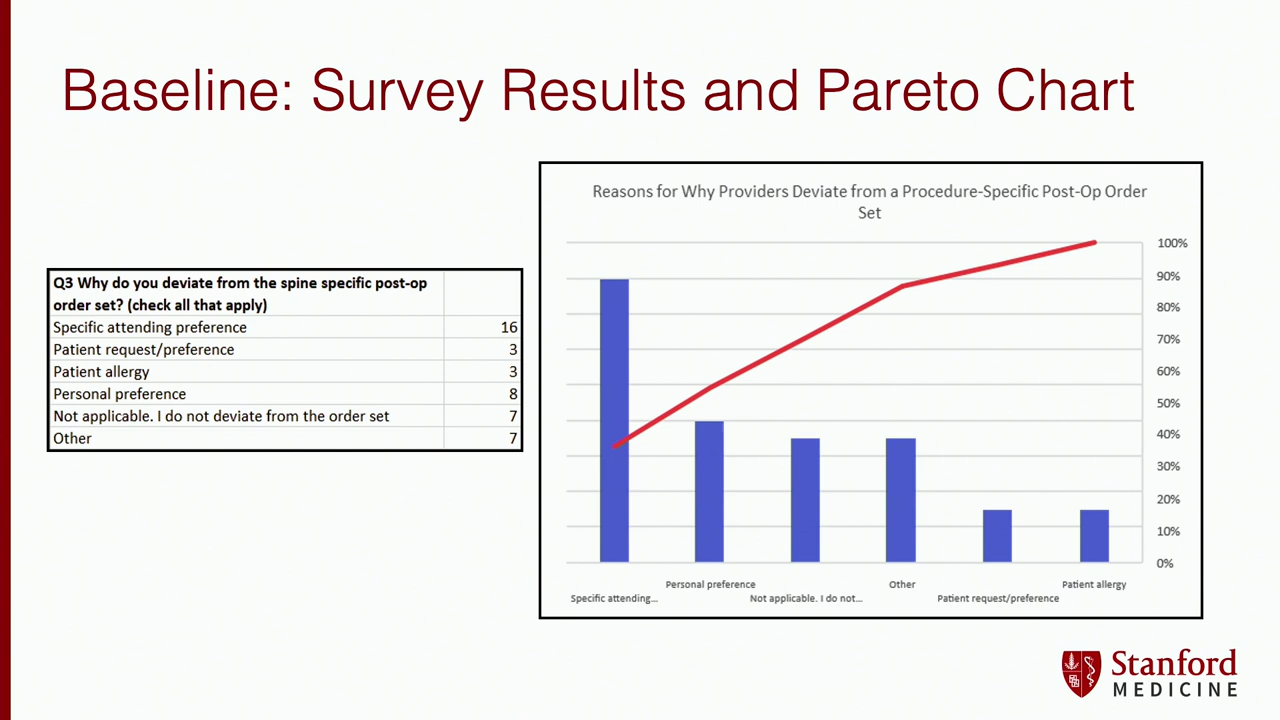 Baseline: Survey Results and Pareto Chart
Q3 Why do you deviate from the spine specific post-op
order set? (check all that apply)
Specific attending preference 16
Patient request/preference 3
Patient allergy 3
Personal preference 8
Not applicable. I do not deviate from the order set 7
Other 7
Reasons for Why Providers Deviate from a Procedure-Specific Post-Op Order
Set
100%
90%
80%
70%
60%
50%
40%
30%
20%
10%
0%
Personal preference Other Patient allergy
Specific attending... Not applicable. I do not... Patient request/preference
Stanford
MEDICINE